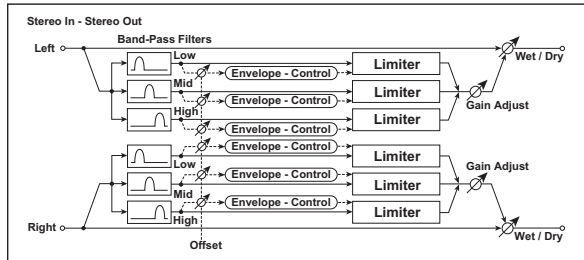 Stereo In - Stereo Out
Band-Pass Filters
Left
Low
Limiter
Wet / Dry
Envelope - Control
Mid
Limiter
Envelope - Control
Gain Adjust
High
Limiter
Envelope - Control
Envelope - Control
Limiter
Gain Adjust
Low
Envelope - Control
Mid
Limiter
Envelope - Control
High
Limiter
Right
Wet / Dry
Offset